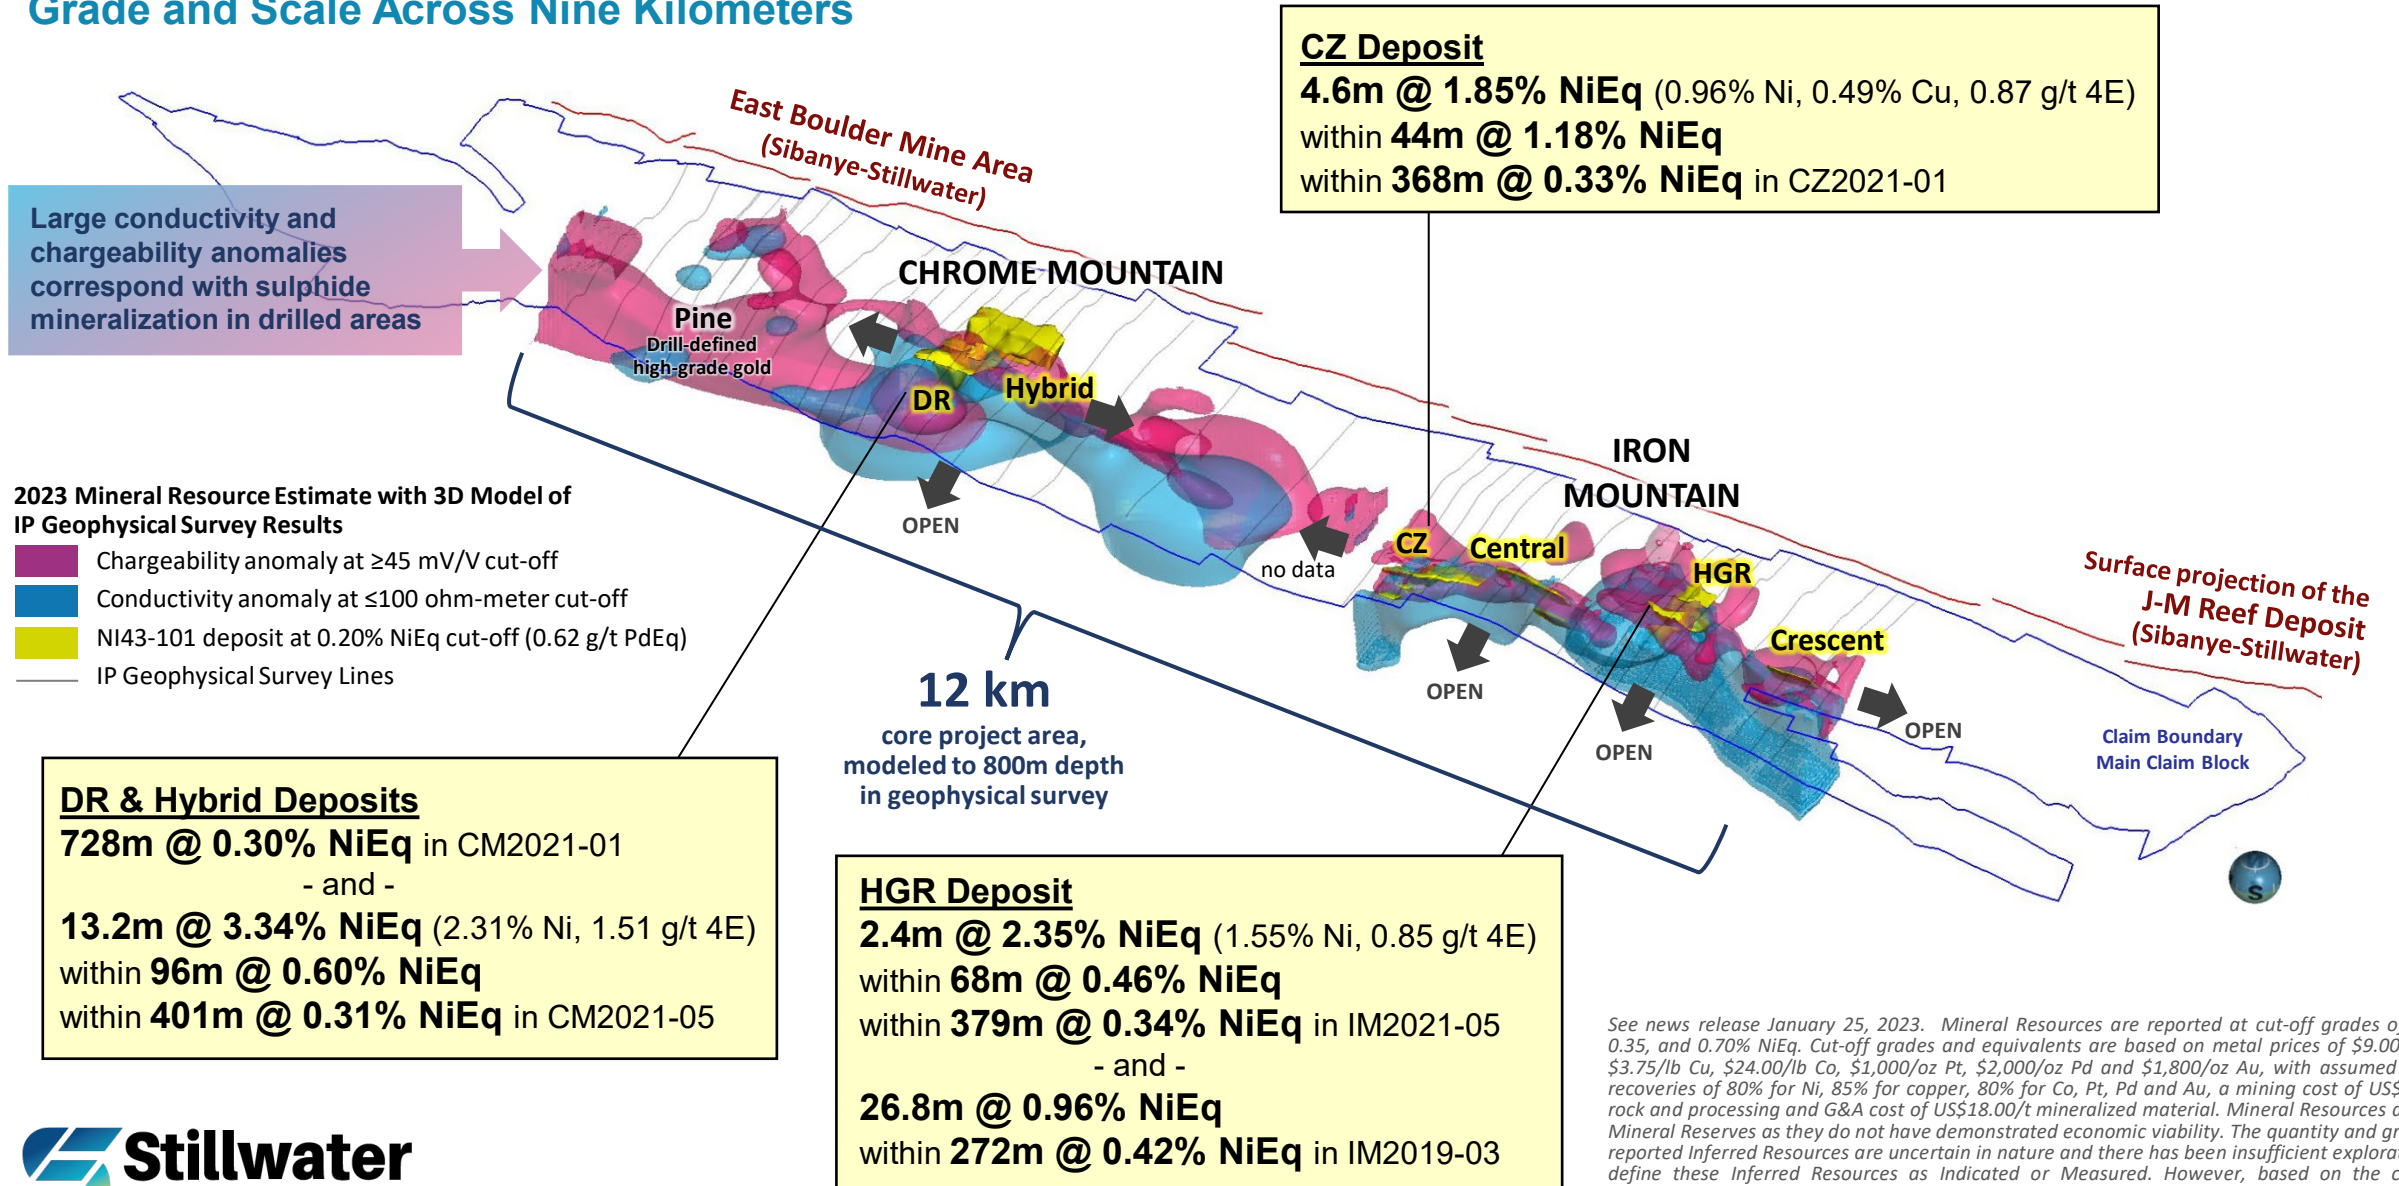 Grade and Scale Across Nine Kilometers
CZ Deposit
4.6m @ 1.85% NiEq (0.96% Ni, 0.49% Cu, 0.87 g/t 4E)
within 44m @ 1.18% NiEq
within 368m @ 0.33% NiEq in CZ2021-01
East Boulder Mine Area
(Sibanye-Stillwater)
Large conductivity and
chargeability anomalies
correspond with sulphide
mineralization in drilled areas
CHROME MOUNTAIN
Pine
Drill-defined
high-grade gold
DR
Hybrid
OPEN
IRON
MOUNTAIN
no data
CZ
Central
HGR
Crescent
OPEN
OPEN
OPEN
Surface projection of the
J-M Reef Deposit
(Sibanye-Stillwater)
Claim Boundary
Main Claim Block
S
2023 Mineral Resource Estimate with 3D Model of
IP Geophysical Survey Results
Chargeability anomaly at ≥45 mV/V cut-off
Conductivity anomaly at ≤100 ohm-meter cut-off
NI43-101 deposit at 0.20% NiEq cut-off (0.62 g/t PdEq)
IP Geophysical Survey Lines
12 km
core project area,
modeled to 800m depth
in geophysical survey
DR & Hybrid Deposits
728m @ 0.30% NiEq in CM2021-01
- and -
13.2m @ 3.34% NiEq (2.31% Ni, 1.51 g/t 4E)
within 96m @ 0.60% NiEq
within 401m @ 0.31% NiEq in CM2021-05
HGR Deposit
2.4m @ 2.35% NiEq (1.55% Ni, 0.85 g/t 4E)
within 68m @ 0.46% NiEq
within 379m @ 0.34% NiEq in IM2021-05
- and -
26.8m @ 0.96% NiEq
within 272m @ 0.42% NiEq in IM2019-03
See news release January 25, 2023. Mineral Resources are reported at cut-off grades
0.35, and 0.70% NiEq. Cut-off grades and equivalents are based on metal prices of $9.00
$3.75/lb Cu, $24.00/lb Co, $1,000/oz Pt, $2,000/oz Pd and $1,800/oz Au, with assumed
recoveries of 80% for Ni, 85% for copper, 80% for Co, Pt, Pd and Au, a mining cost of US$
rock and processing and G&A cost of US$18.00/t mineralized material. Mineral Resources
Mineral Reserves as they do not have demonstrated economic viability. The quantity and
reported Inferred Resources are uncertain in nature and there has been insufficient
define these Inferred Resources as Indicated or Measured. However, based on the
Stillwater